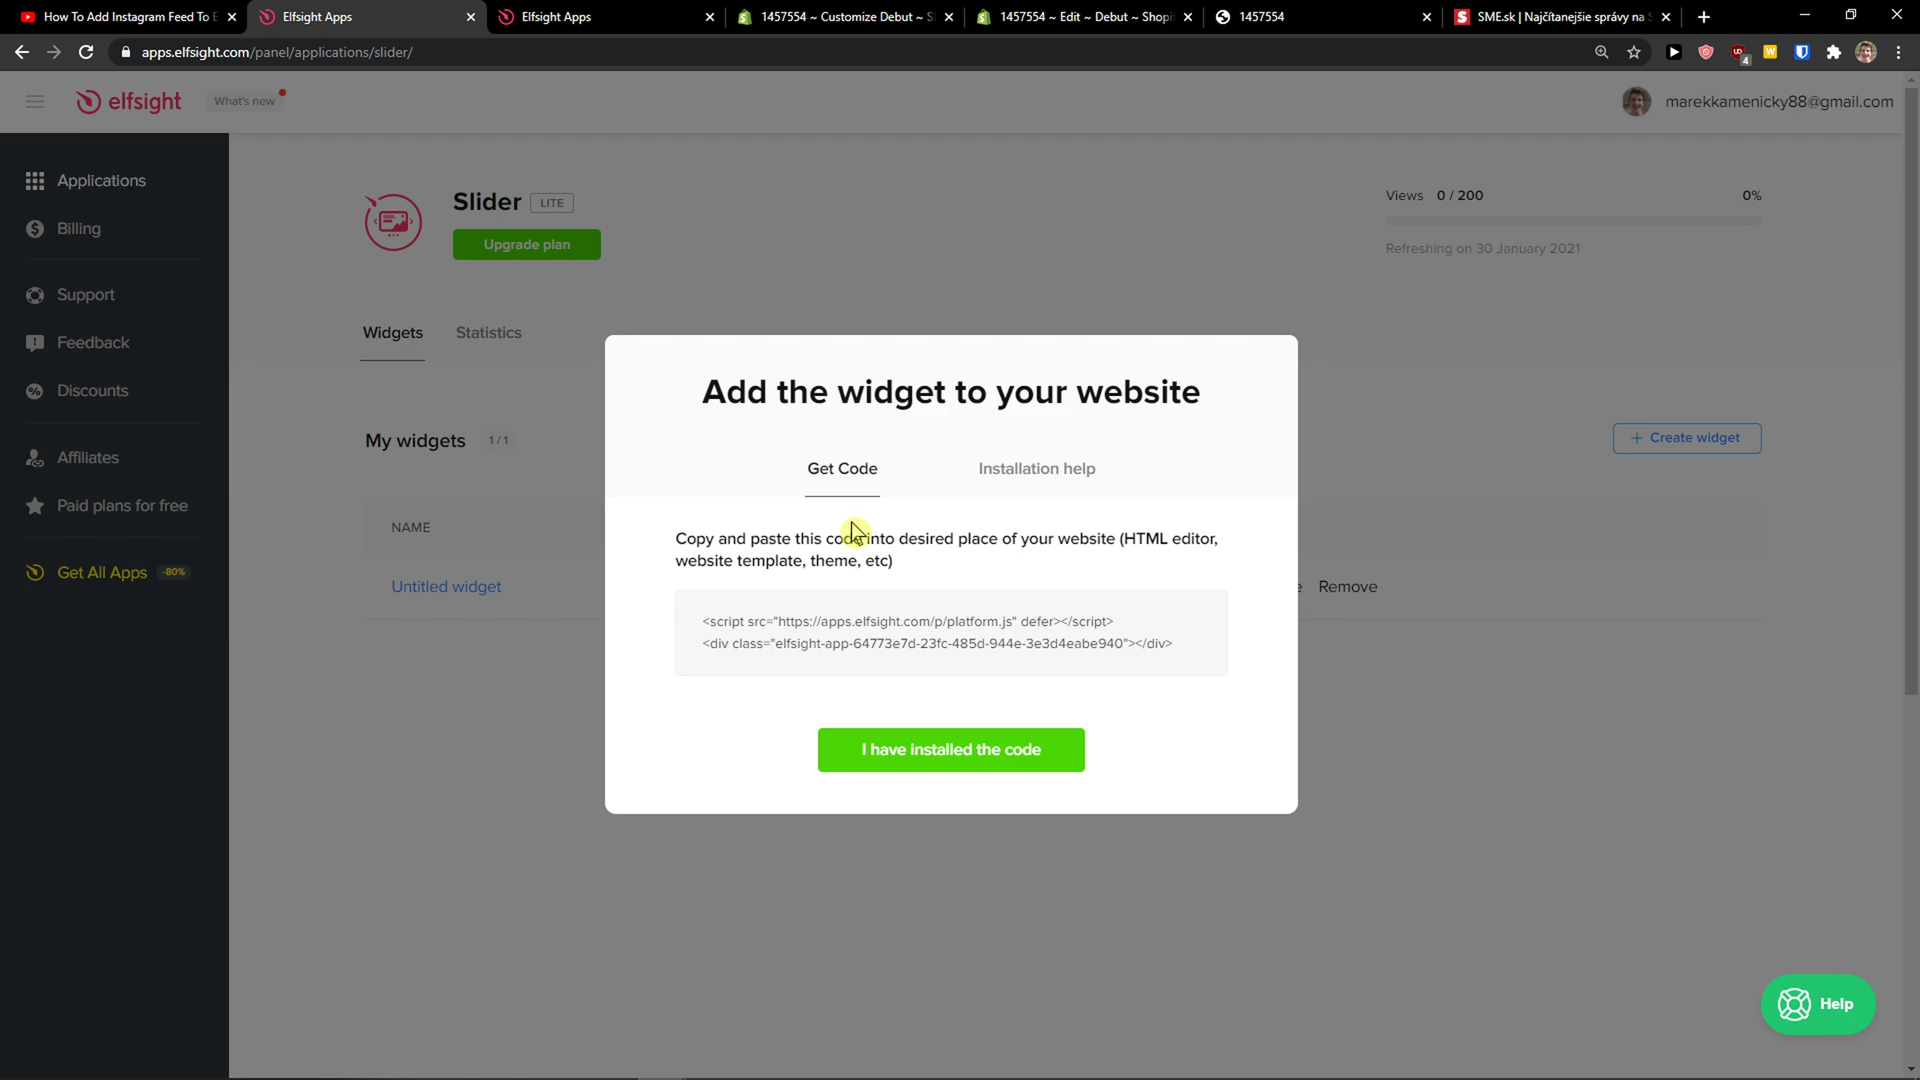 How To Add Instagram Feed To E
Elfsight Apps
Elfsight Apps
1457554 ~ Customize Debut ~ S
1457554 ~ Edit ~ Debut ~ Shopi
1457554
SME.sk | Najčítanejšie správy na S
apps.elfsight.com/panel/applications/slider/
4
elfsight
What's new
marekkamenicky88@gmail.com
Applications
Billing
Support
Feedback
Discounts
Affiliates
Paid plans for free
Get All Apps -80%
Slider LITE
Upgrade plan
Views 0 / 200 0%
Refreshing on 30 January 2021
Widgets Statistics
My widgets 1 / 1
+ Create widget
NAME
Untitled widget
Remove
Add the widget to your website
Get Code Installation help
Copy and paste this code into desired place of your website (HTML editor,
website template, theme, etc)
<script src="https://apps.elfsight.com/p/platform.js" defer></script>
<div class="elfsight-app-64773e7d-23fc-485d-944e-3e3d4eabe940"></div>
I have installed the code
Help